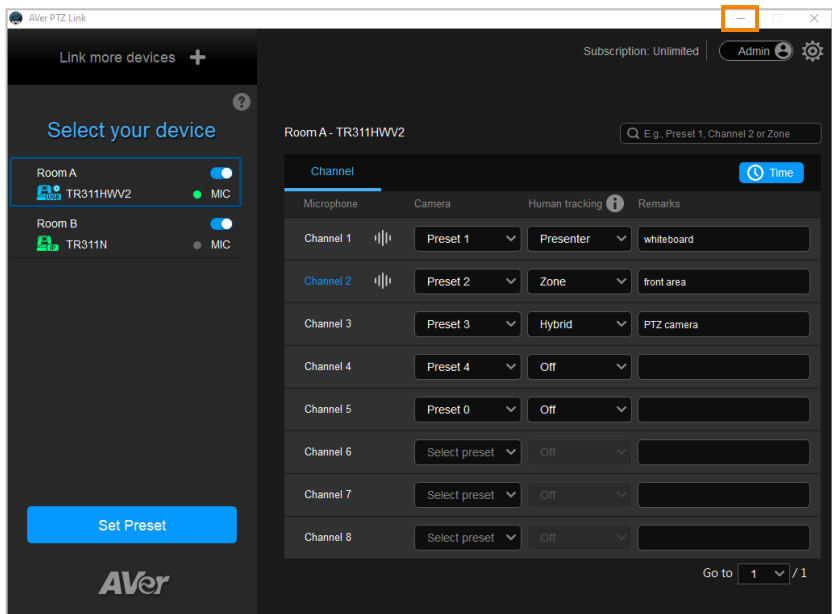 AVer PTZ Link
Link more devices +
Subscription: Unlimited
Admin
?
Select your device
Room A
TR311HWV2
USB
MIC
Room B
TR311N
IP
MIC
Set Preset
AVer
Room A - TR311HWV2
E.g., Preset 1, Channel 2 or Zone
Channel
Time
Microphone Camera Human tracking i Remarks
Channel 1 Preset 1 Presenter whiteboard
Channel 2 Preset 2 Zone front area
Channel 3 Preset 3 Hybrid PTZ camera
Channel 4 Preset 4 Off
Channel 5 Preset 0 Off
Channel 6 Select preset Off
Channel 7 Select preset Off
Channel 8 Select preset Off
Go to 1 / 1